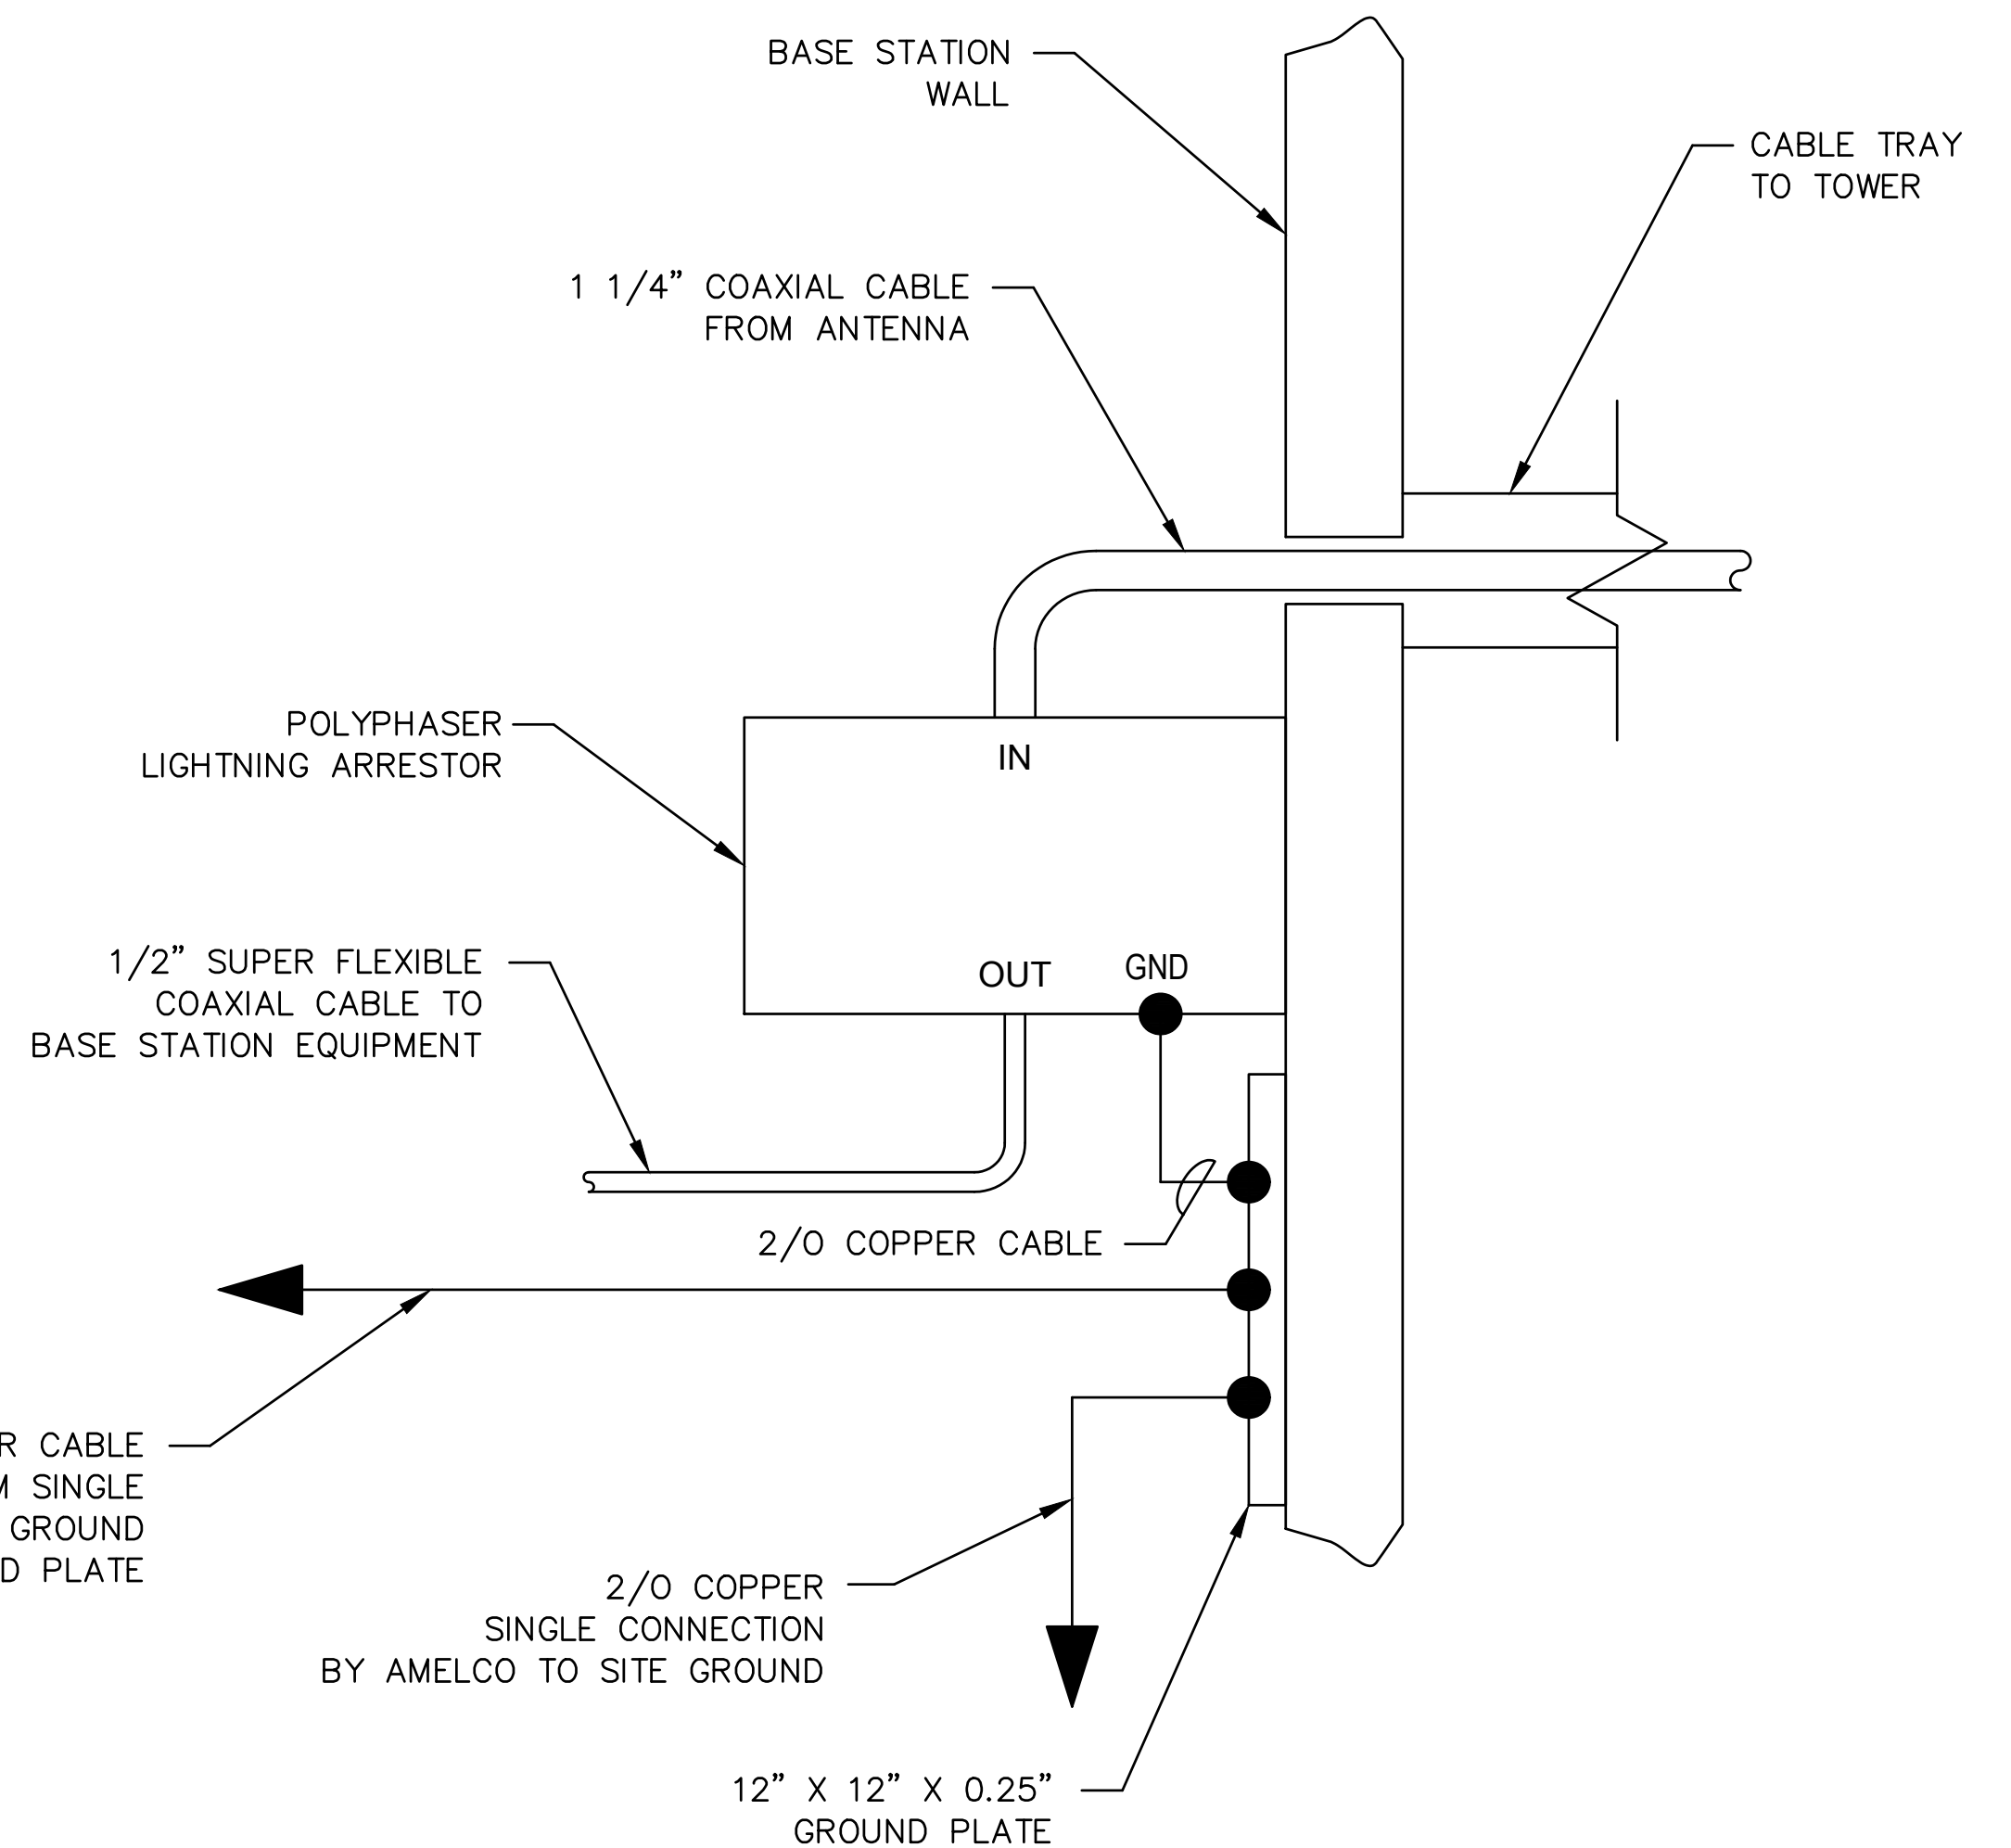 BASE STATION
WALL
CABLE TRAY
TO TOWER
1 1/4” COAXIAL CABLE
FROM ANTENNA
POLYPHASER
LIGHTNING ARRESTOR
IN
OUT
GND
1/2” SUPER FLEXIBLE
COAXIAL CABLE TO
BASE STATION EQUIPMENT
2/0 COPPER CABLE
CABLE
SINGLE
GROUND
PLATE
2/0 COPPER
SINGLE CONNECTION
BY AMELCO TO SITE GROUND
12” X 12” X 0.25”
GROUND PLATE